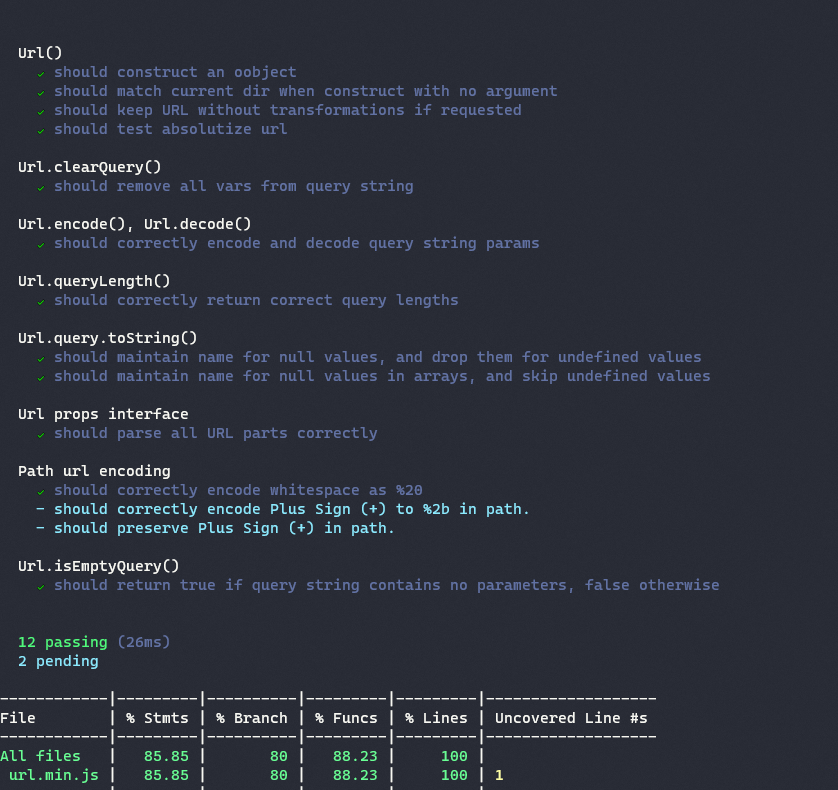 Url()
✓ should construct an oobject
✓ should match current dir when construct with no argument
✓ should keep URL without transformations if requested
✓ should test absolutize url
Url.clearQuery()
✓ should remove all vars from query string
Url.encode(), Url.decode()
✓ should correctly encode and decode query string params
Url.queryLength()
✓ should correctly return correct query lengths
Url.query.toString()
✓ should maintain name for null values, and drop them for undefined values
✓ should maintain name for null values in arrays, and skip undefined values
Url props interface
✓ should parse all URL parts correctly
Path url encoding
✓ should correctly encode whitespace as %20
- should correctly encode Plus Sign (+) to %2b in path.
- should preserve Plus Sign (+) in path.
Url.isEmptyQuery()
✓ should return true if query string contains no parameters, false otherwise
12 passing (26ms)
2 pending
------------|---------|----------|---------|---------|-------------------
File        | % Stmts | % Branch | % Funcs | % Lines | Uncovered Line #s
------------|---------|----------|---------|---------|-------------------
All files   |   85.85 |       80 |   88.23 |     100 |
 url.min.js |   85.85 |       80 |   88.23 |     100 | 1